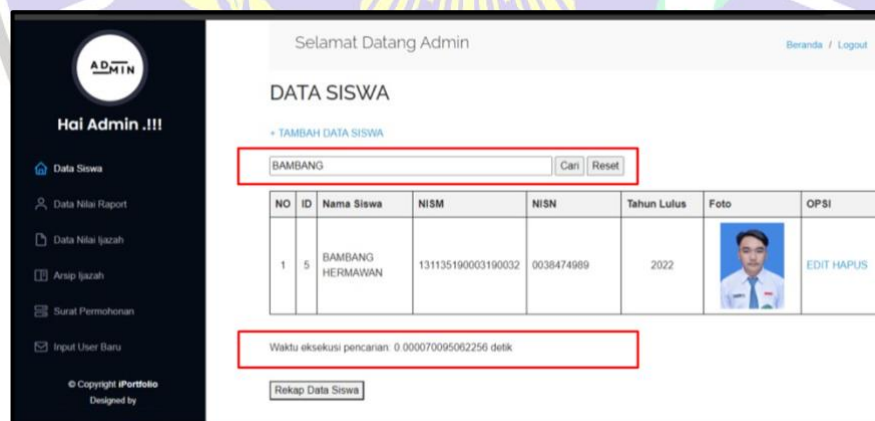 ADMIN
Hai Admin .!!!
Data Siswa
Data Nilai Raport
Data Nilai Ijazah
Arsip Ijazah
Surat Permohonan
Input User Baru
© Copyright iPortfolio
Designed by
Selamat Datang Admin
Beranda / Logout
DATA SISWA
+ TAMBAH DATA SISWA
BAMBANG Cari Reset
NO ID Nama Siswa NISM NISN Tahun Lulus Foto OPSI
1 5 BAMBANG HERMAWAN 131135190003190032 0038474989 2022 EDIT HAPUS
Waktu eksekusi pencarian: 0.000070095062256 detik
Rekap Data Siswa